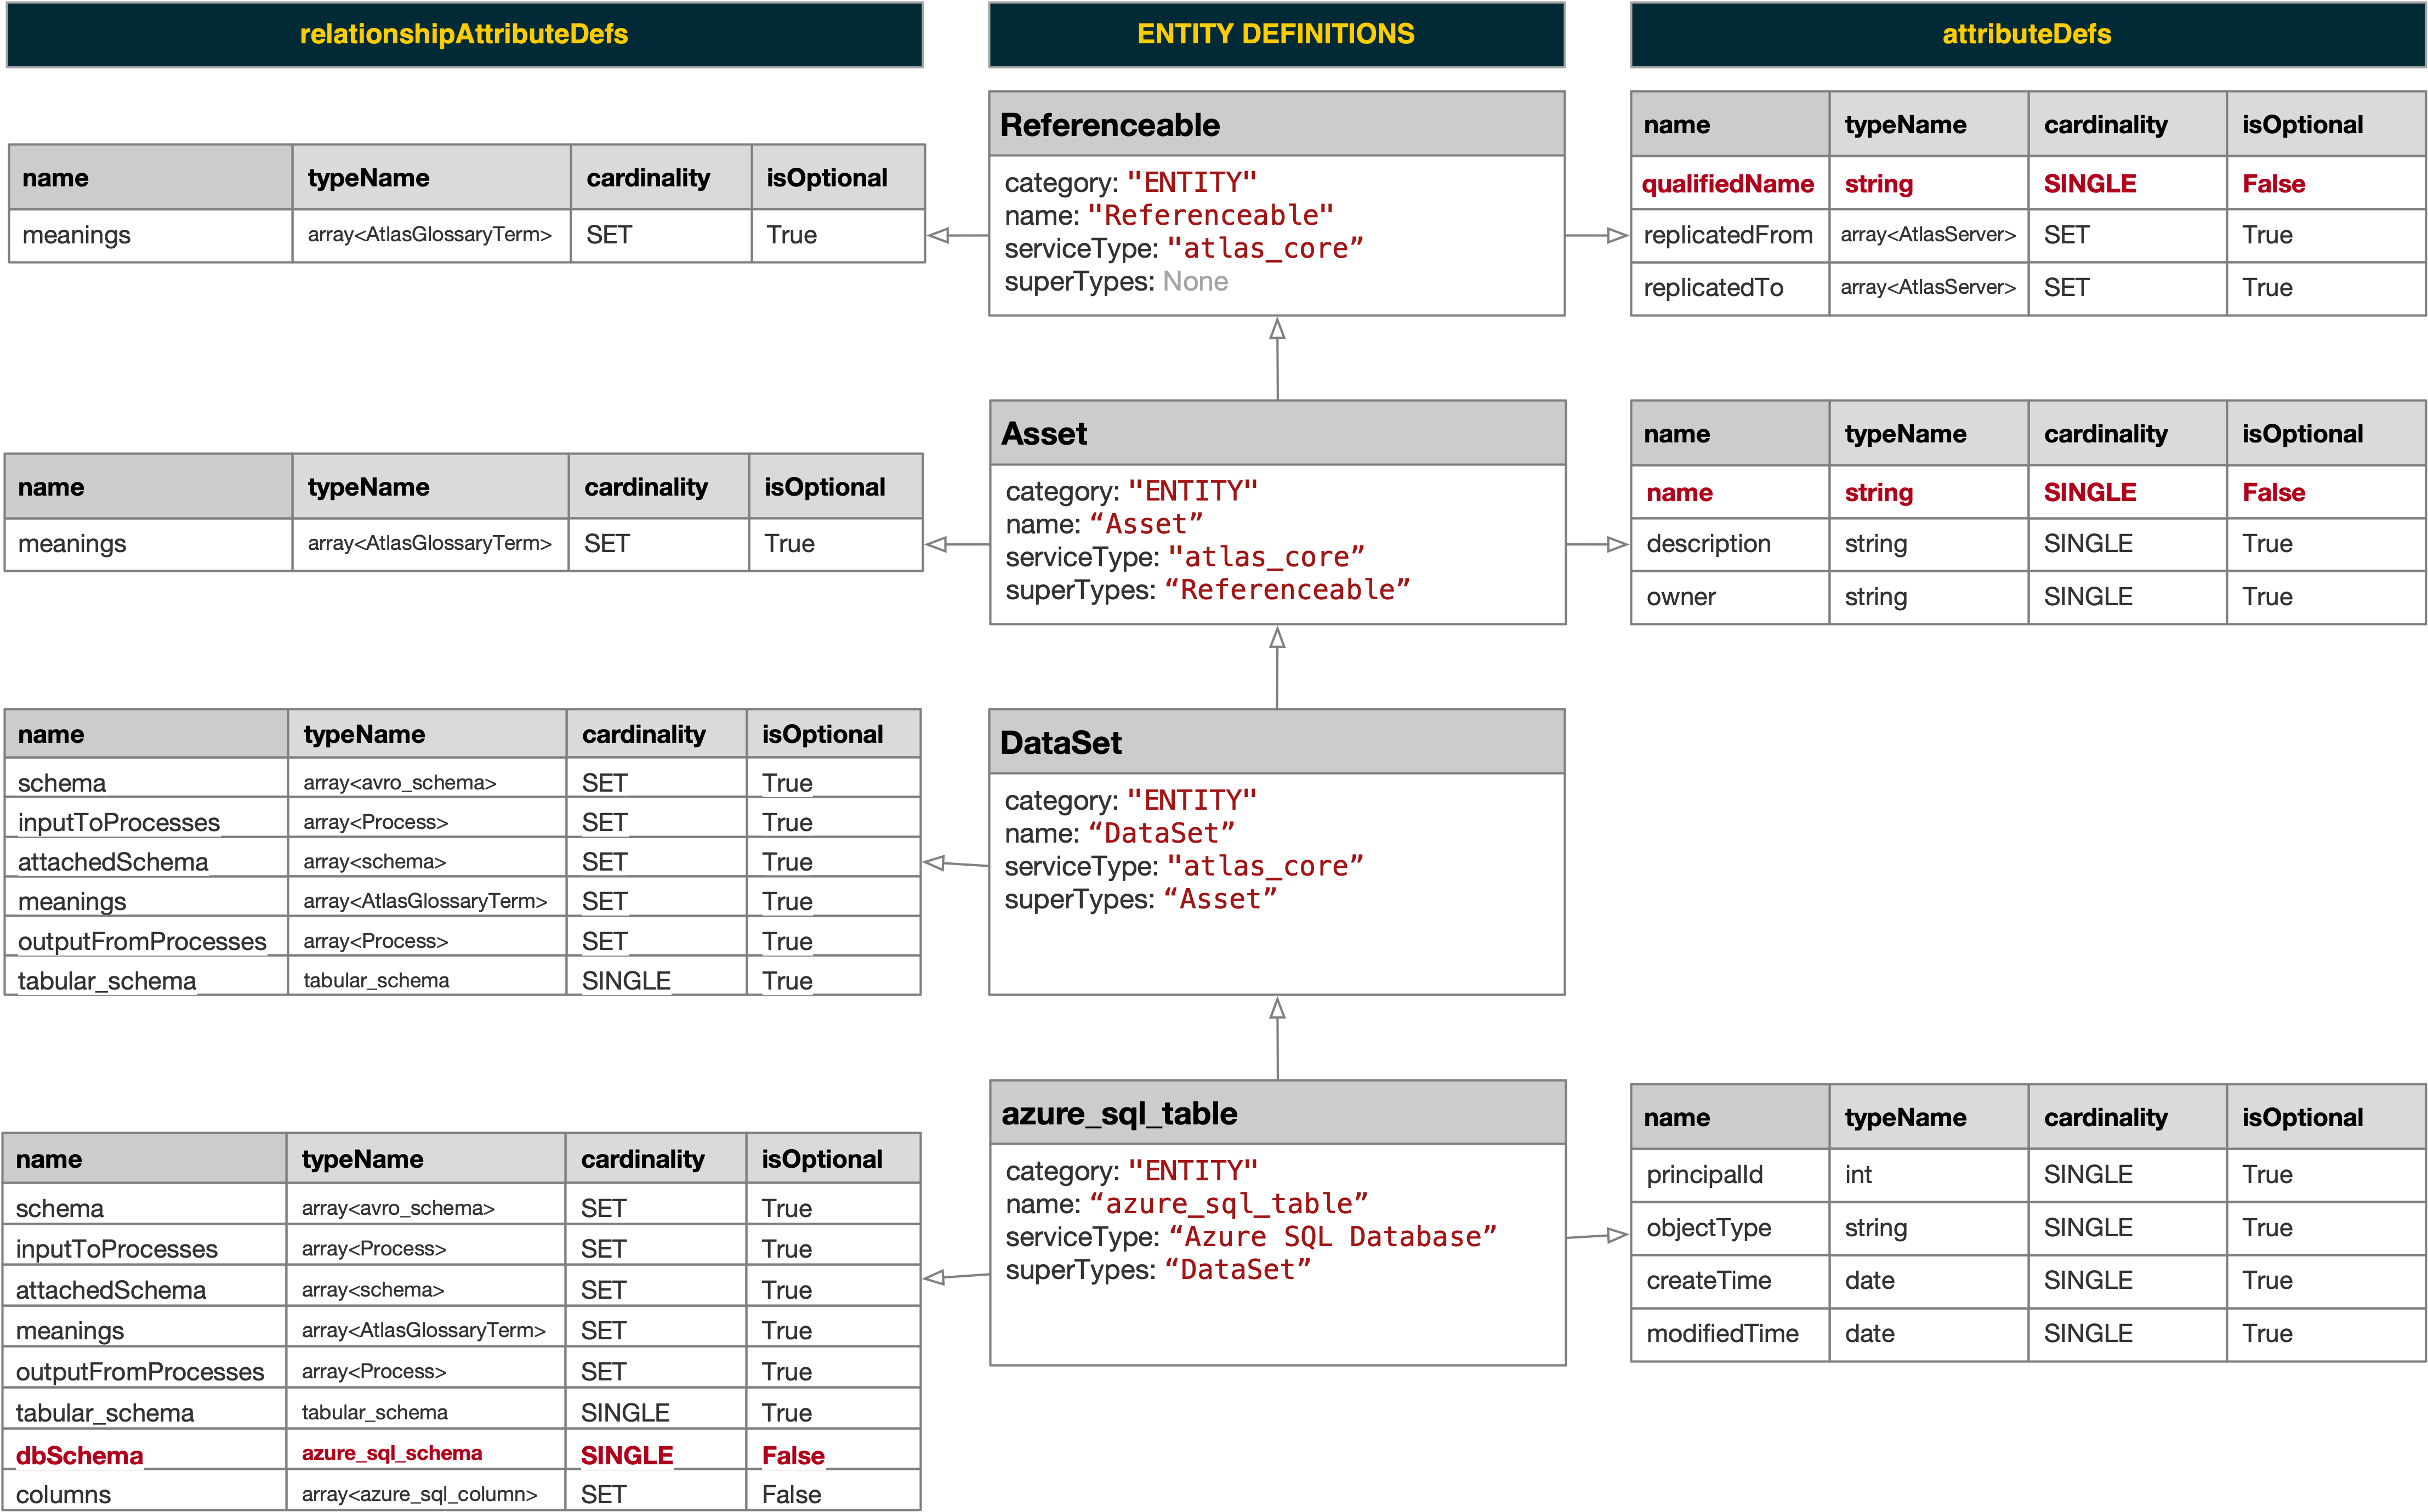 relationshipAttributeDefs
ENTITY DEFINITIONS
attributeDefs
name typeName cardinality isOptional
meanings array<AtlasGlossaryTerm> SET True
Referenceable
category: "ENTITY"
name: "Referenceable"
serviceType: "atlas_core”
superTypes: None
name typeName cardinality isOptional
qualifiedName string SINGLE False
replicatedFrom array<AtlasServer> SET True
replicatedTo array<AtlasServer> SET True
name typeName cardinality isOptional
meanings array<AtlasGlossaryTerm> SET True
Asset
category: "ENTITY"
name: “Asset”
serviceType: "atlas_core”
superTypes: “Referenceable”
name typeName cardinality isOptional
name string SINGLE False
description string SINGLE True
owner string SINGLE True
name typeName cardinality isOptional
schema array<avro_schema> SET True
inputToProcesses array<Process> SET True
attachedSchema array<schema> SET True
meanings array<AtlasGlossaryTerm> SET True
outputFromProcesses array<Process> SET True
tabular_schema tabular_schema SINGLE True
DataSet
category: "ENTITY"
name: “DataSet”
serviceType: "atlas_core”
superTypes: “Asset”
name typeName cardinality isOptional
schema array<avro_schema> SET True
inputToProcesses array<Process> SET True
attachedSchema array<schema> SET True
meanings array<AtlasGlossaryTerm> SET True
outputFromProcesses array<Process> SET True
tabular_schema tabular_schema SINGLE True
dbSchema azure_sql_schema SINGLE False
columns array<azure_sql_column> SET False
azure_sql_table
category: "ENTITY"
name: “azure_sql_table”
serviceType: “Azure SQL Database”
superTypes: “DataSet”
name typeName cardinality isOptional
principalId int SINGLE True
objectType string SINGLE True
createTime date SINGLE True
modifiedTime date SINGLE True